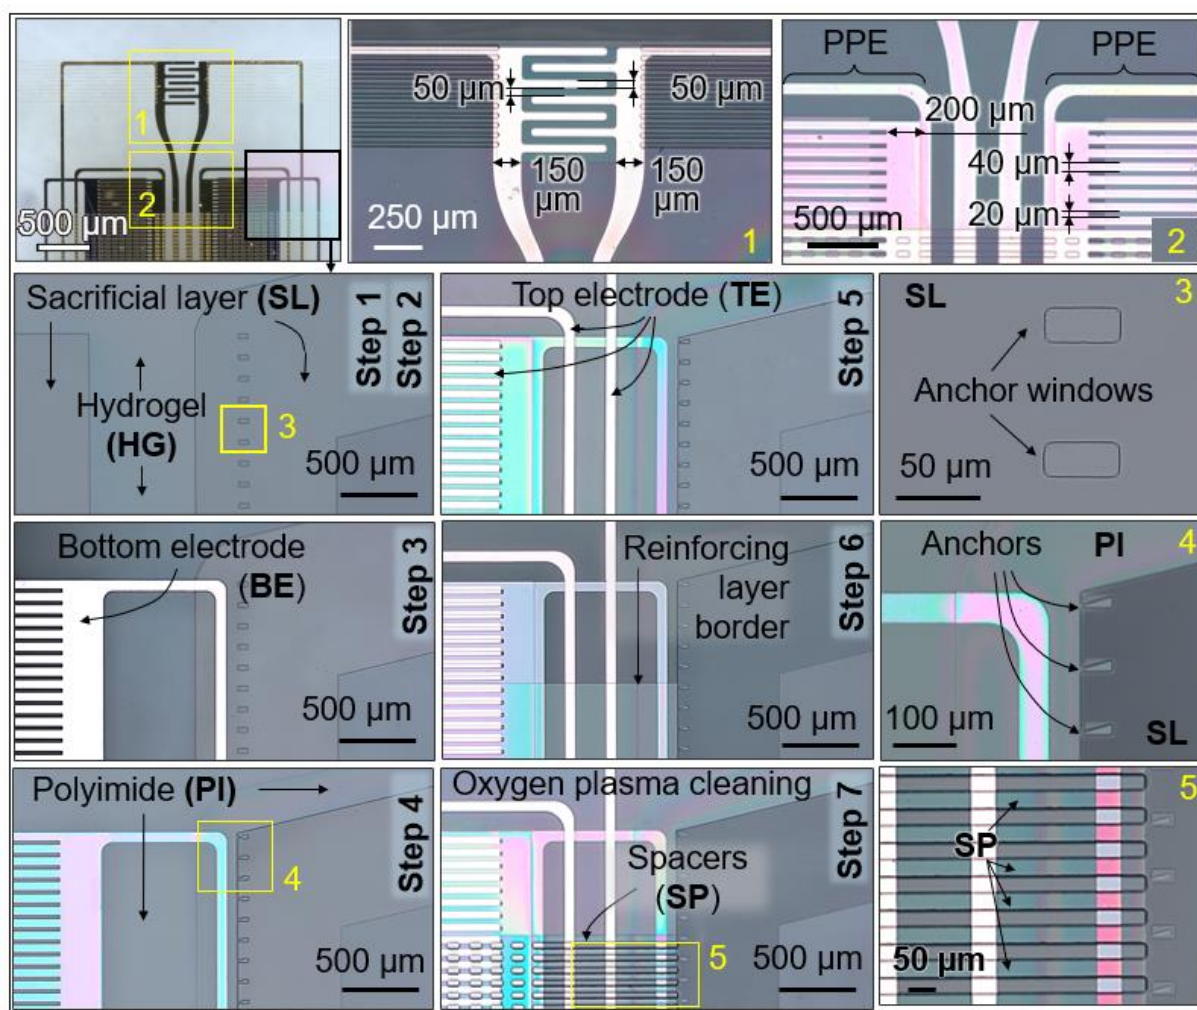 1
2
500 µm
50 µm
50 µm
150
µm
150
µm
250 µm
1
PPE
PPE
200 µm
40 µm
20 µm
500 µm
2
Sacrificial layer (SL)
Hydrogel
(HG)
3
500 µm
Step 1
Step 2
Top electrode (TE)
500 µm
Step 5
SL
3
Anchor windows
50 µm
Bottom electrode
(BE)
500 µm
Step 3
Reinforcing
layer
border
500 µm
Step 6
Anchors
PI
4
100 µm
SL
Polyimide (PI)
4
500 µm
Step 4
Oxygen plasma cleaning
Spacers
(SP)
5
500 µm
Step 7
5
SP
50 µm